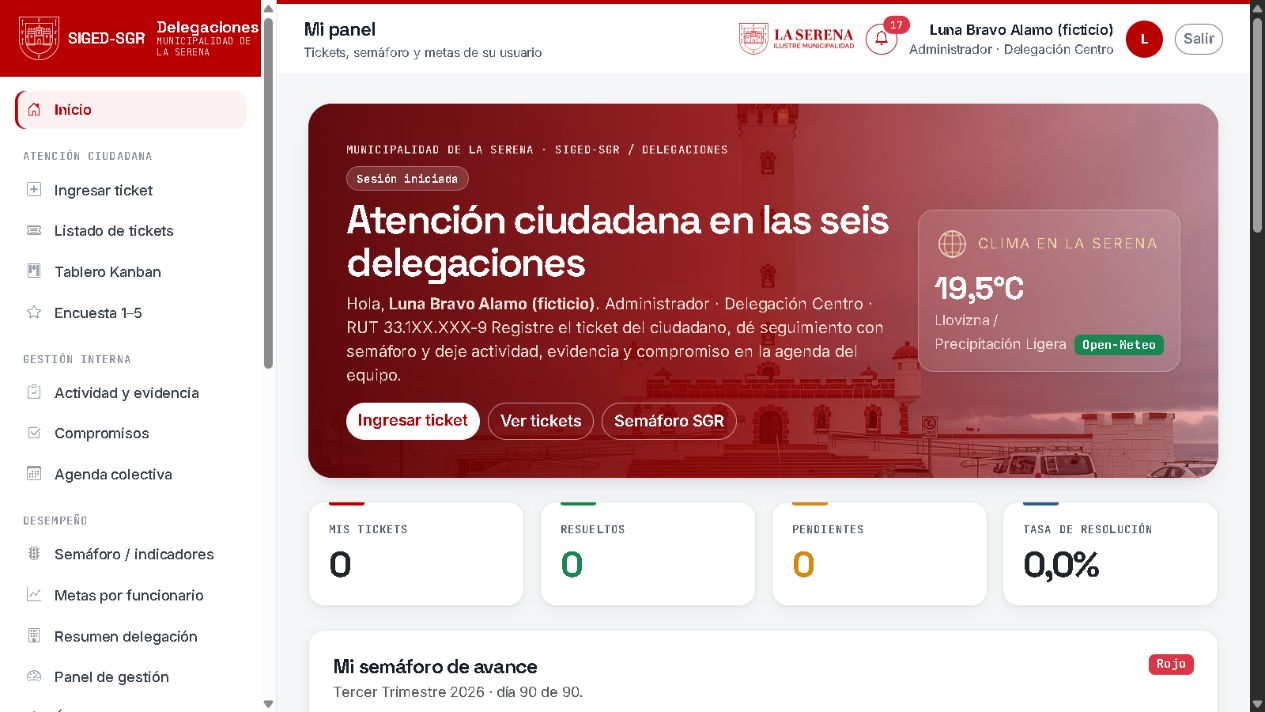 SIGED-SGR
Delegaciones
MUNICIPALIDAD DE
LA SERENA
Inicio
ATENCIÓN CIUDADANA
Ingresar ticket
Listado de tickets
Tablero Kanban
Encuesta 1–5
GESTIÓN INTERNA
Actividad y evidencia
Compromisos
Agenda colectiva
DESEMPEÑO
Semáforo / indicadores
Metas por funcionario
Resumen delegación
Panel de gestión
Mi panel
Tickets, semáforo y metas de su usuario
LA SERENA
ILUSTRE MUNICIPALIDAD
17
Luna Bravo Alamo (ficticio)
Administrador · Delegación Centro
L
Salir
MUNICIPALIDAD DE LA SERENA · SIGED-SGR / DELEGACIONES
Sesión iniciada
Atención ciudadana en las seis
delegaciones
Hola, Luna Bravo Alamo (ficticio). Administrador · Delegación Centro ·
RUT 33.1XX.XXX-9 Registre el ticket del ciudadano, dé seguimiento con
semáforo y deje actividad, evidencia y compromiso en la agenda del
equipo.
Ingresar ticket
Ver tickets
Semáforo SGR
CLIMA EN LA SERENA
19,5°C
Llovizna /
Precipitación Ligera
Open-Meteo
MIS TICKETS
0
RESUELTOS
0
PENDIENTES
0
TASA DE RESOLUCIÓN
0,0%
Mi semáforo de avance
Rojo
Tercer Trimestre 2026 · día 90 de 90.